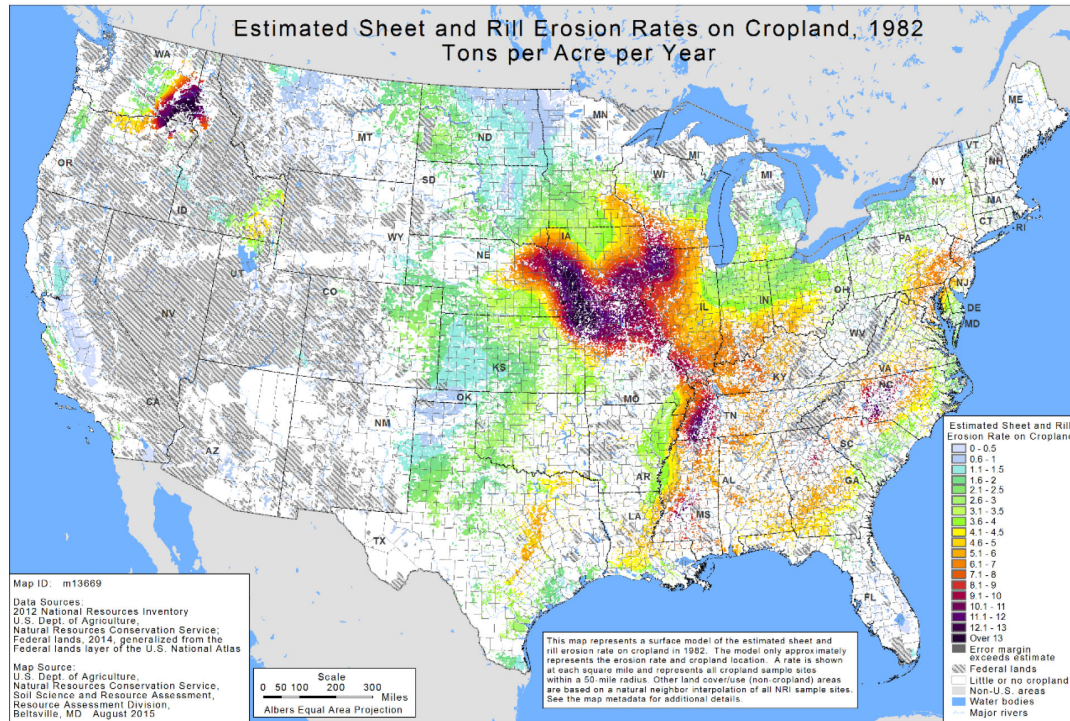 Estimated Sheet and Rill Erosion Rates on Cropland, 1982
Tons per Acre per Year
WA
OR
CA
NV
ID
UT
AZ
MT
WY
CO
NM
ND
SD
NE
KS
OK
TX
MN
IA
MO
AR
LA
WI
IL
MI
MI
IN
OH
KY
TN
MS
AL
GA
FL
SC
NC
VA
WV
PA
NY
VT
NH
ME
MA
CT
RI
NJ
DE
MD
Estimated Sheet and Rill
Erosion Rate on Cropland
0 - 0.5
0.6 - 1
1.1 - 1.5
1.6 - 2
2.1 - 2.5
2.6 - 3
3.1 - 3.5
3.6 - 4
4.1 - 4.5
4.6 - 5
5.1 - 6
6.1 - 7
7.1 - 8
8.1 - 9
9.1 - 10
10.1 - 11
11.1 - 12
12.1 - 13
Over 13
Error margin
exceeds estimate
Federal lands
Little or no cropland
Non-U.S. areas
Water bodies
Major rivers
Map ID: m13669
Data Sources:
2012 National Resources Inventory
U.S. Dept. of Agriculture,
Natural Resources Conservation Service;
Federal lands, 2014, generalized from the
Federal lands layer of the U.S. National Atlas
Map Source:
U.S. Dept. of Agriculture,
Natural Resources Conservation Service,
Soil Science and Resource Assessment,
Resource Assessment Division,
Beltsville, MD August 2015
Scale
0 50 100 200 300
Miles
Albers Equal Area Projection
This map represents a surface model of the estimated sheet and
rill erosion rate on cropland in 1982. The model only approximately
represents the erosion rate and cropland location. A rate is shown
at each square mile and represents all cropland sample sites
within a 50-mile radius. Other land cover/use (non-cropland) areas
are based on a natural neighbor interpolation of all NRI sample sites.
See the map metadata for additional details.